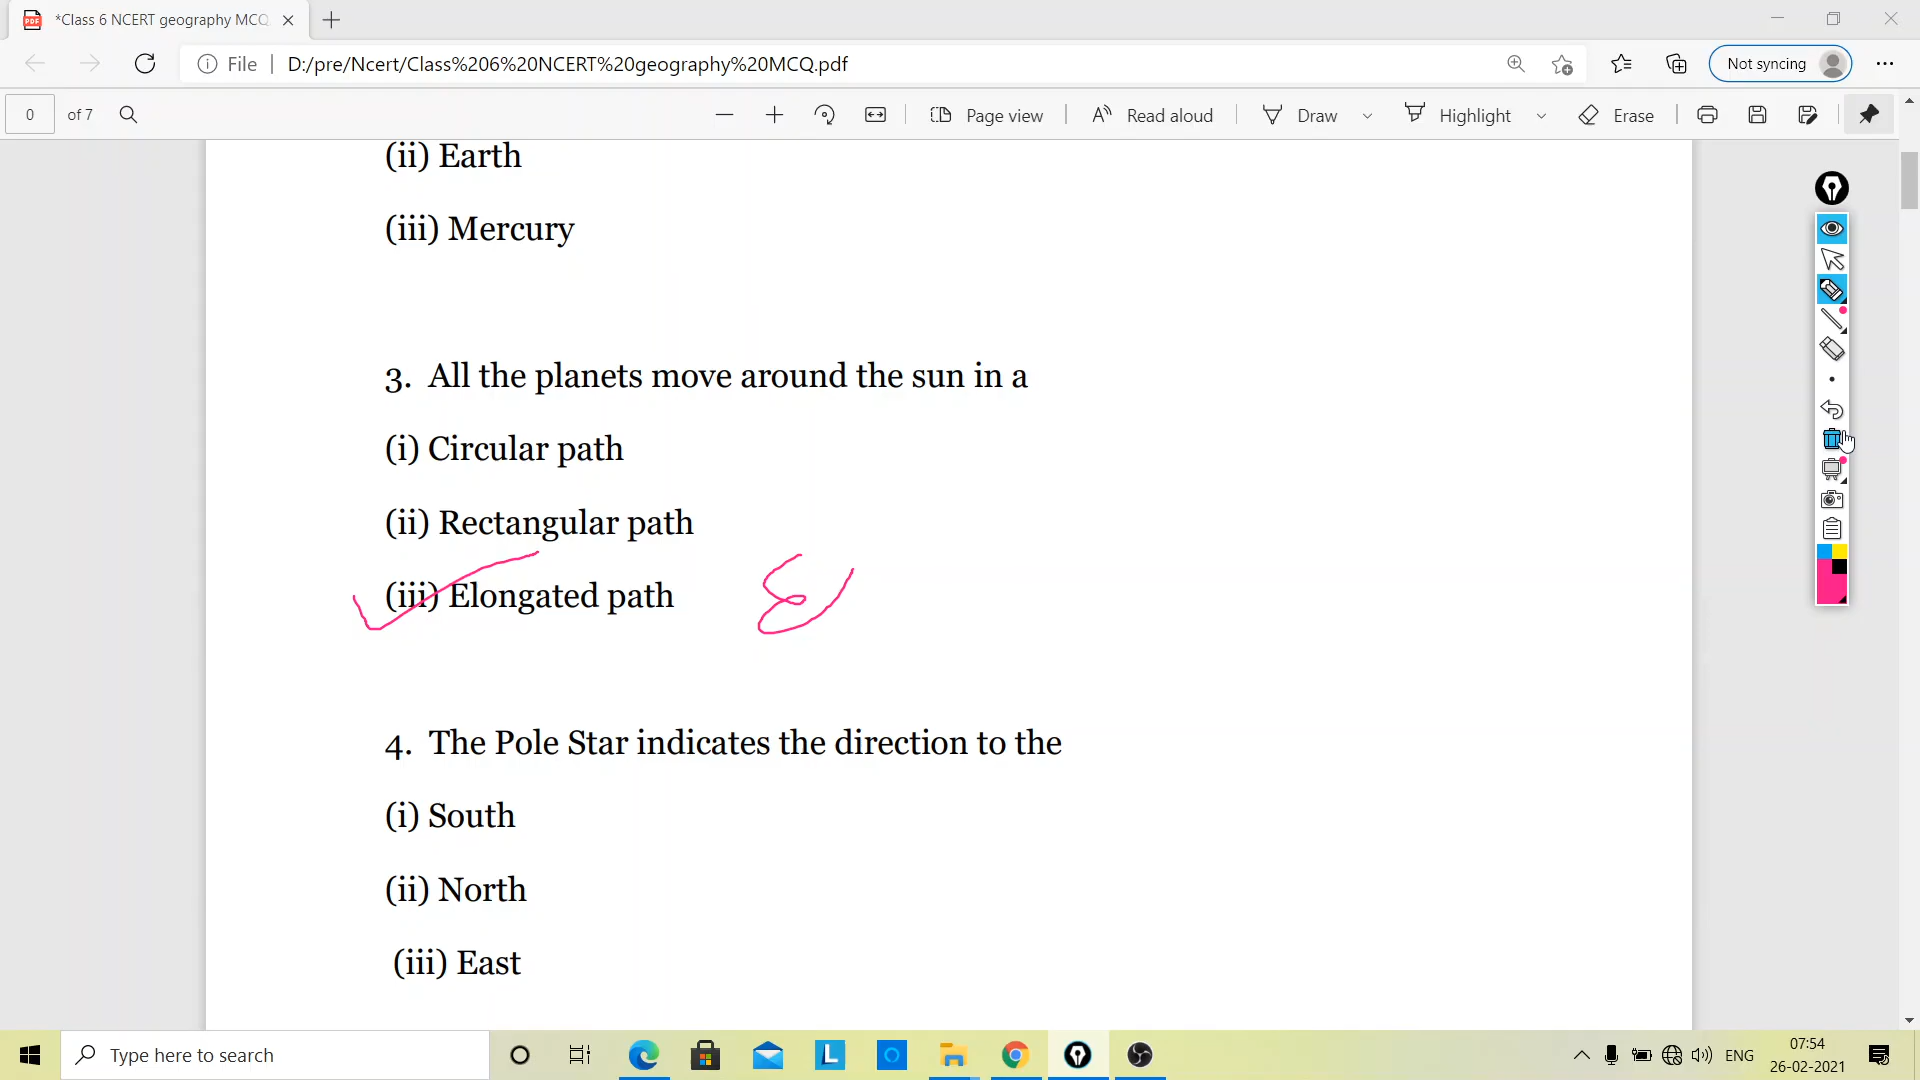 *Class 6 NCERT geography MCQ
File D:/pre/Ncert/Class%206%20NCERT%20geography%20MCQ.pdf Not syncing
0 of 7 Page view Read aloud Draw Highlight Erase
(ii) Earth
(iii) Mercury
3. All the planets move around the sun in a
(i) Circular path
(ii) Rectangular path
(iii) Elongated path
4. The Pole Star indicates the direction to the
(i) South
(ii) North
(iii) East
Type here to search ENG 07:54
26-02-2021